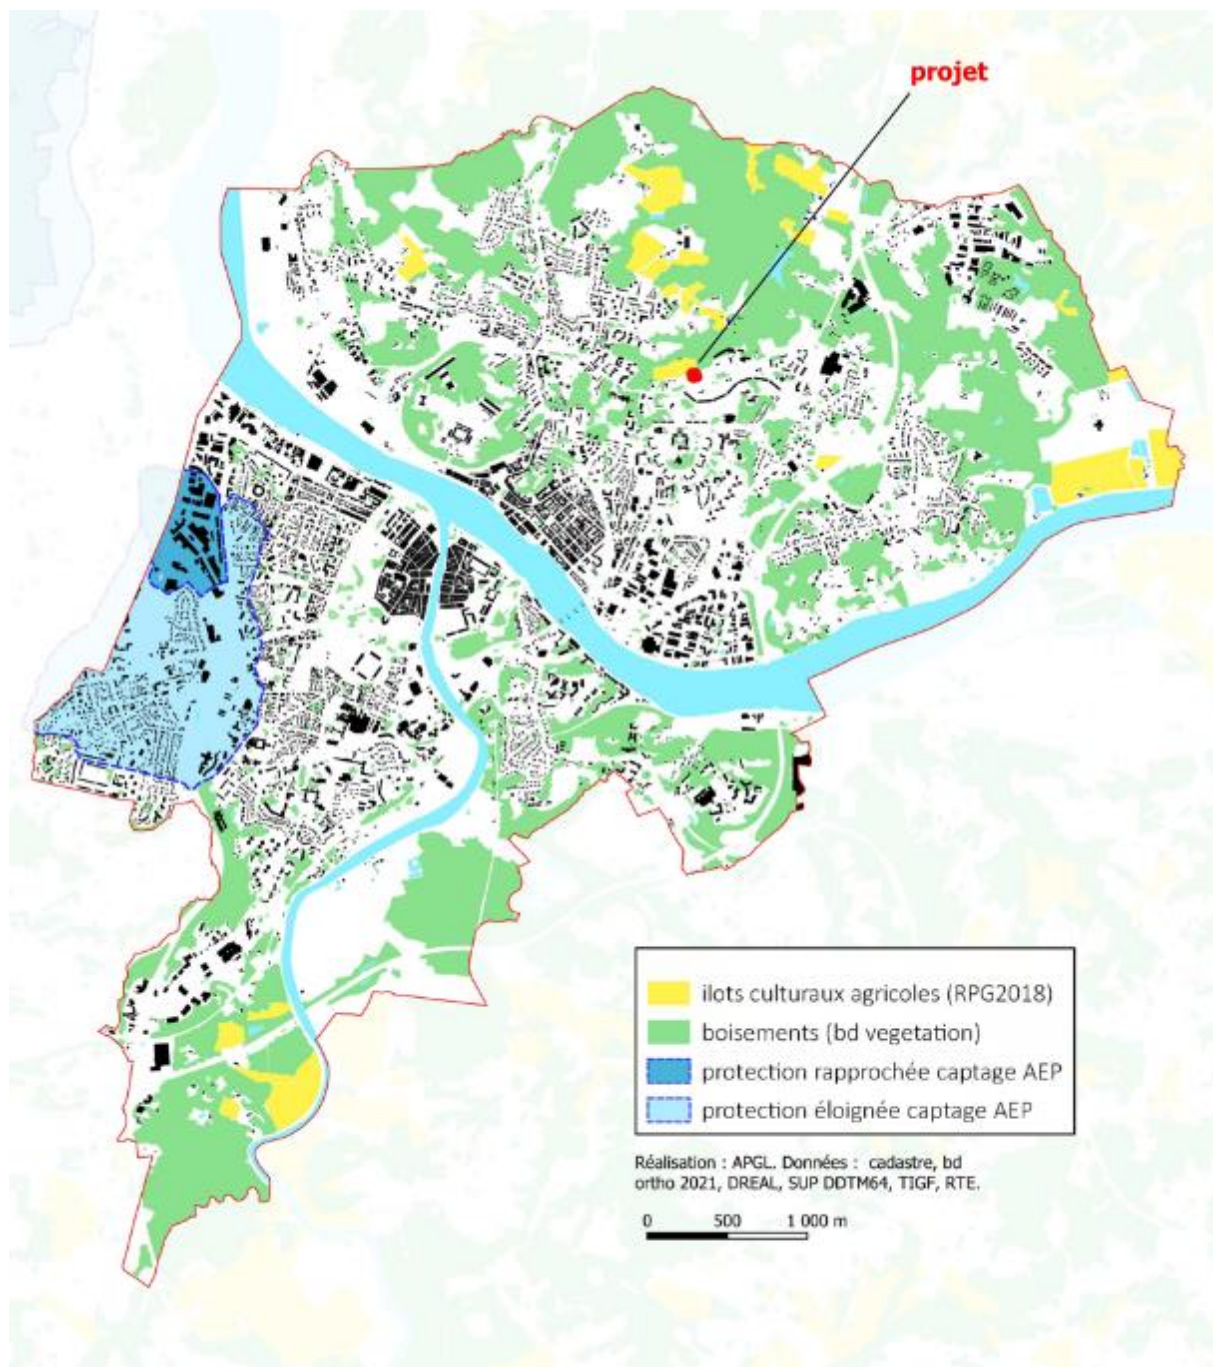 projet
ilots culturaux agricoles (RPG2018)
boisements (bd vegetation)
protection rapprochée captage AEP
protection éloignée captage AEP
Réalisation : APGL. Données : cadastre, bd
ortho 2021, DREAL, SUP DDTM64, TIGF, RTE.
0 500 1 000 m